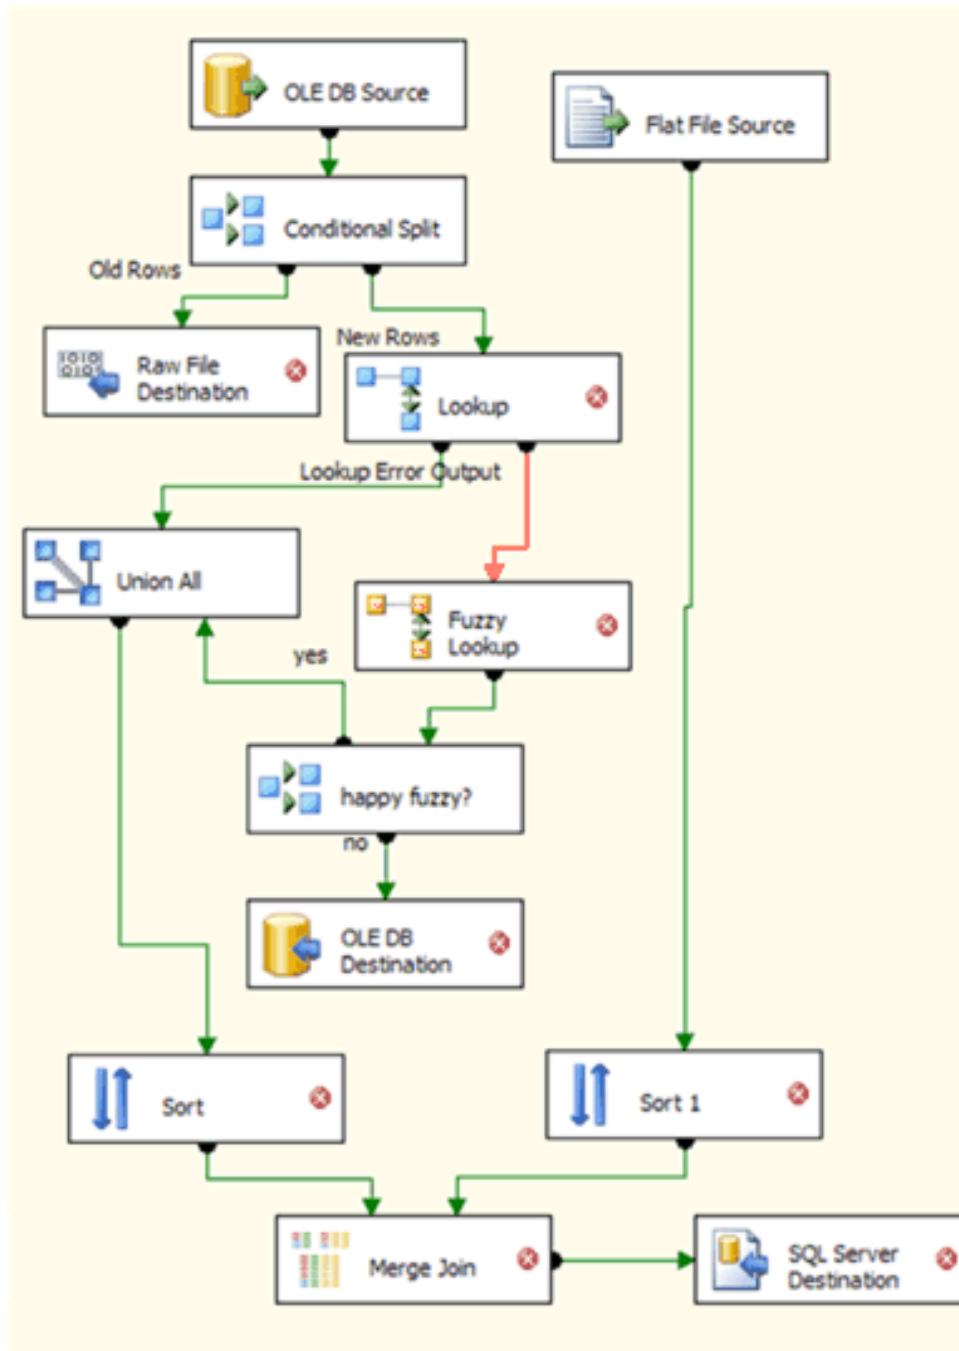 OLE DB Source
Flat File Source
Conditional Split
Old Rows
New Rows
1010
0101
Raw File
Destination
Lookup
Lookup Error Output
Union All
Fuzzy
Lookup
yes
happy fuzzy?
no
OLE DB
Destination
Sort
Sort 1
Merge Join
SQL Server
Destination